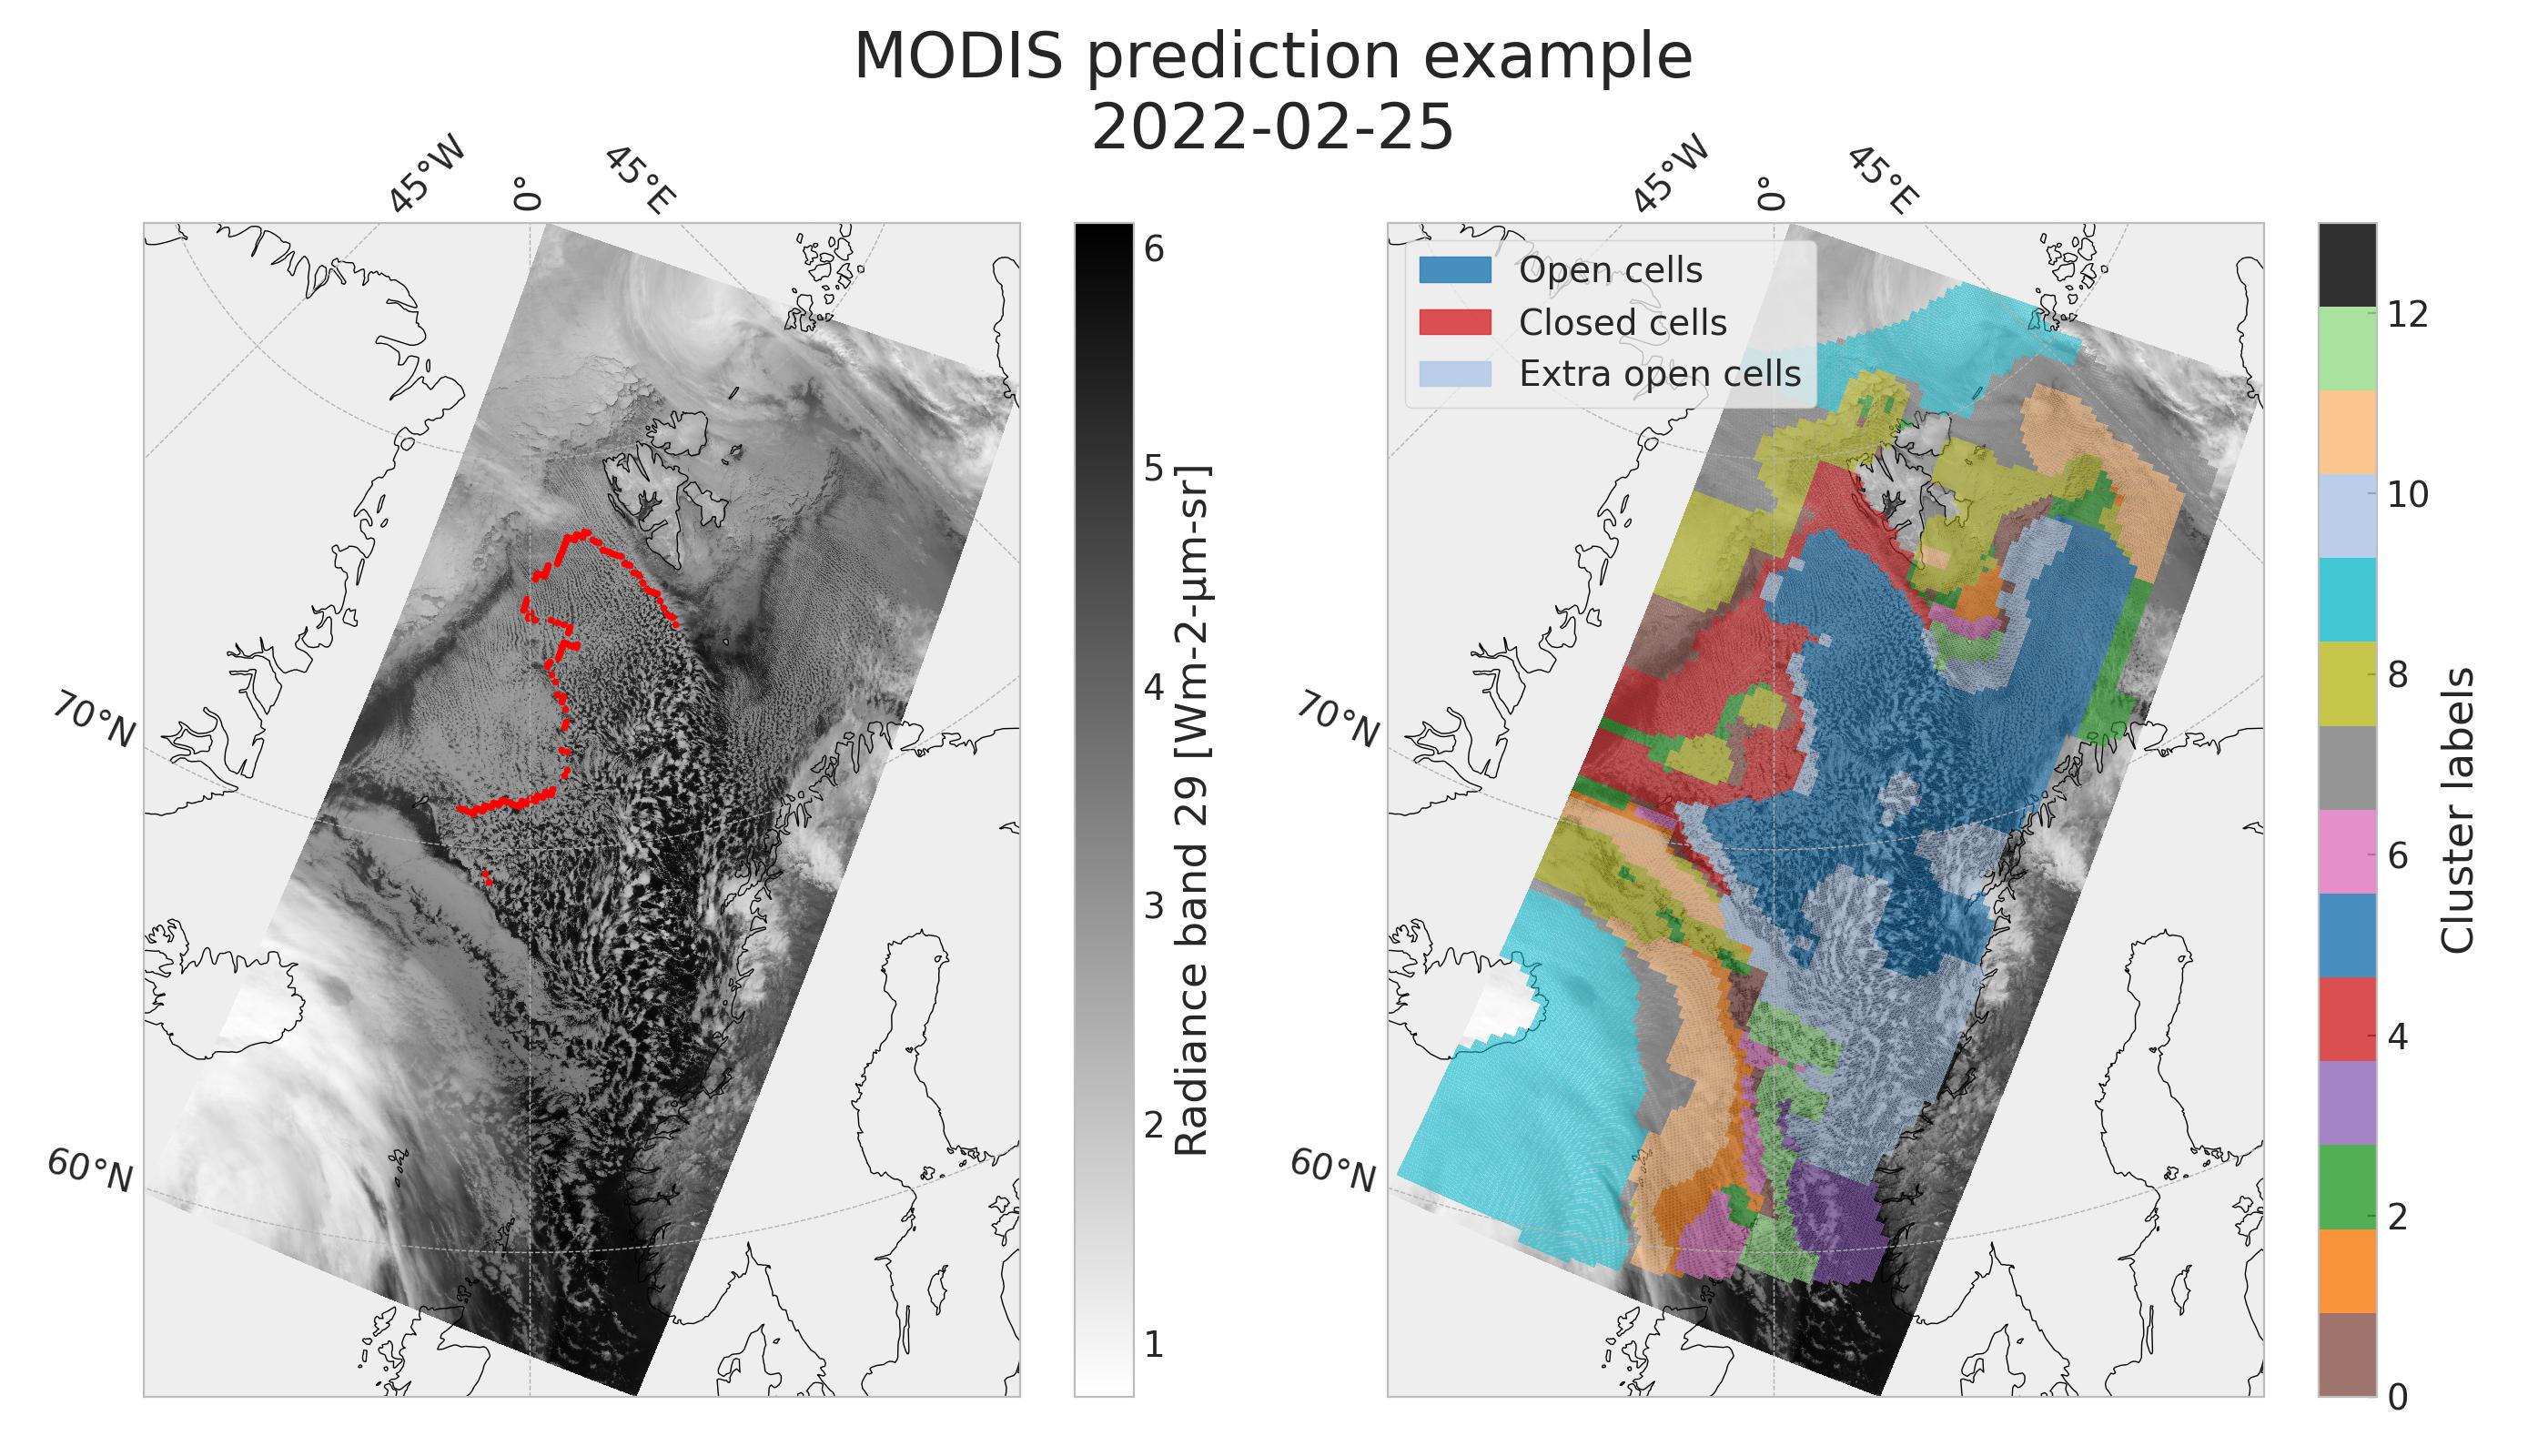 MODIS prediction example
2022-02-25
45°W
0°
45°E
70°N
60°N
6
5
4
3
2
1
Radiance band 29 [Wm-2-μm-sr]
45°W
0°
45°E
Open cells
Closed cells
Extra open cells
70°N
60°N
12
10
8
6
4
2
0
Cluster labels